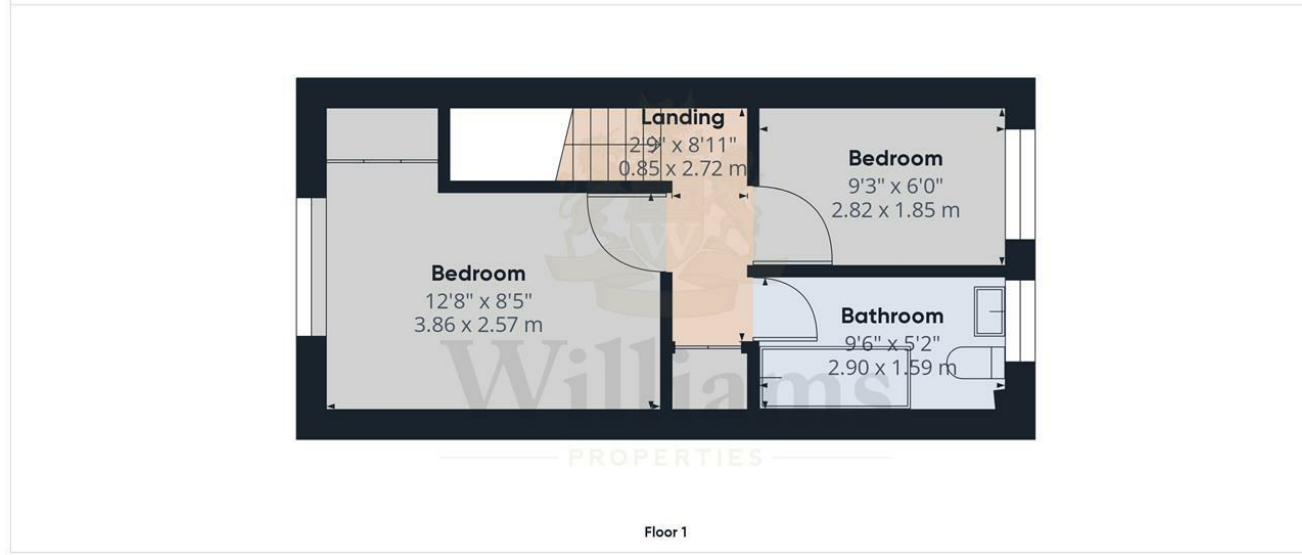 Landing
2'9" x 8'11"
0.85 x 2.72 m
Bedroom
9'3" x 6'0"
2.82 x 1.85 m
Bedroom
12'8" x 8'5"
3.86 x 2.57 m
Bathroom
9'6" x 5'2"
2.90 x 1.59 m
W
Williams
PROPERTIES
Floor 1